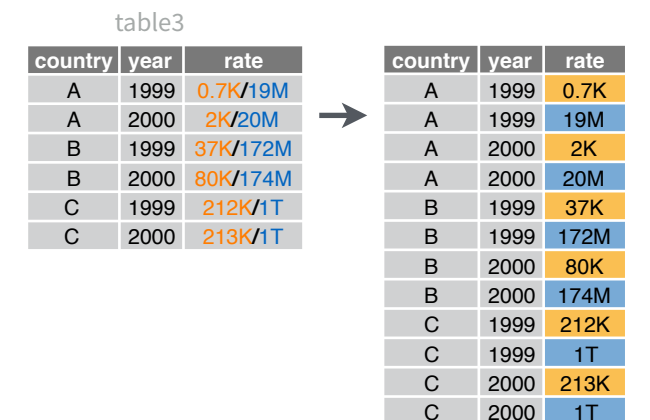 table3
country year rate
A 1999 0.7K/19M
A 2000 2K/20M
B 1999 37K/172M
B 2000 80K/174M
C 1999 212K/1T
C 2000 213K/1T
country year rate
A 1999 0.7K
A 1999 19M
A 2000 2K
A 2000 20M
B 1999 37K
B 1999 172M
B 2000 80K
B 2000 174M
C 1999 212K
C 1999 1T
C 2000 213K
C 2000 1T